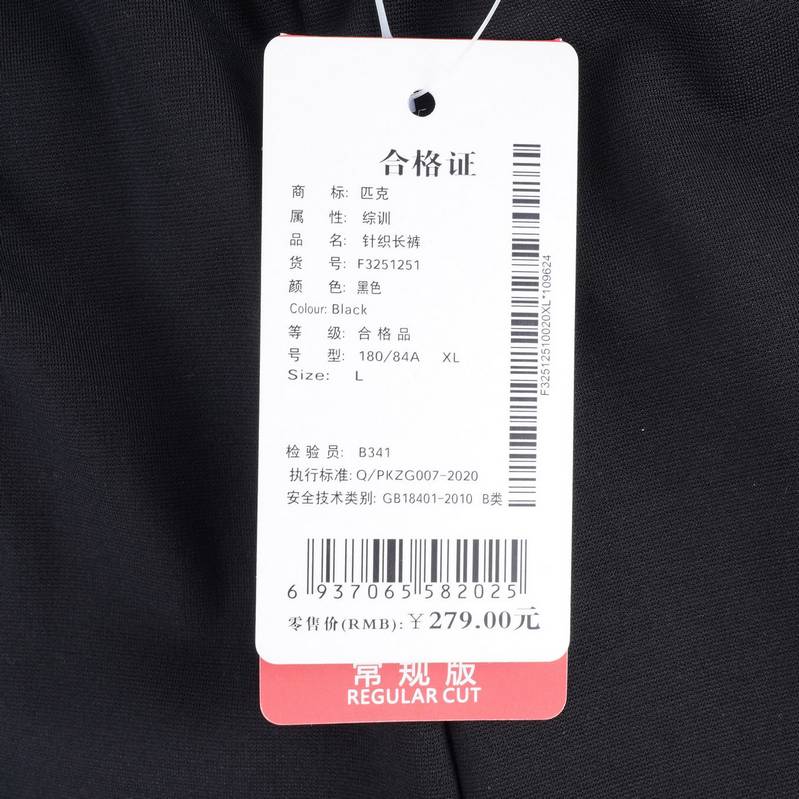 合格证
商 标: 匹克
属 性: 综训
品 名: 针织长裤
货 号: F3251251
颜 色: 黑色
Colour: Black
等 级: 合格品
号 型: 180/84A XL
Size: L
检验员: B341
执行标准: Q/PKZG007-2020
安全技术类别: GB18401-2010 B类
F32512510020XL*109624
6 937065 582025
零售价(RMB): ¥279.00元
常规版
REGULAR CUT